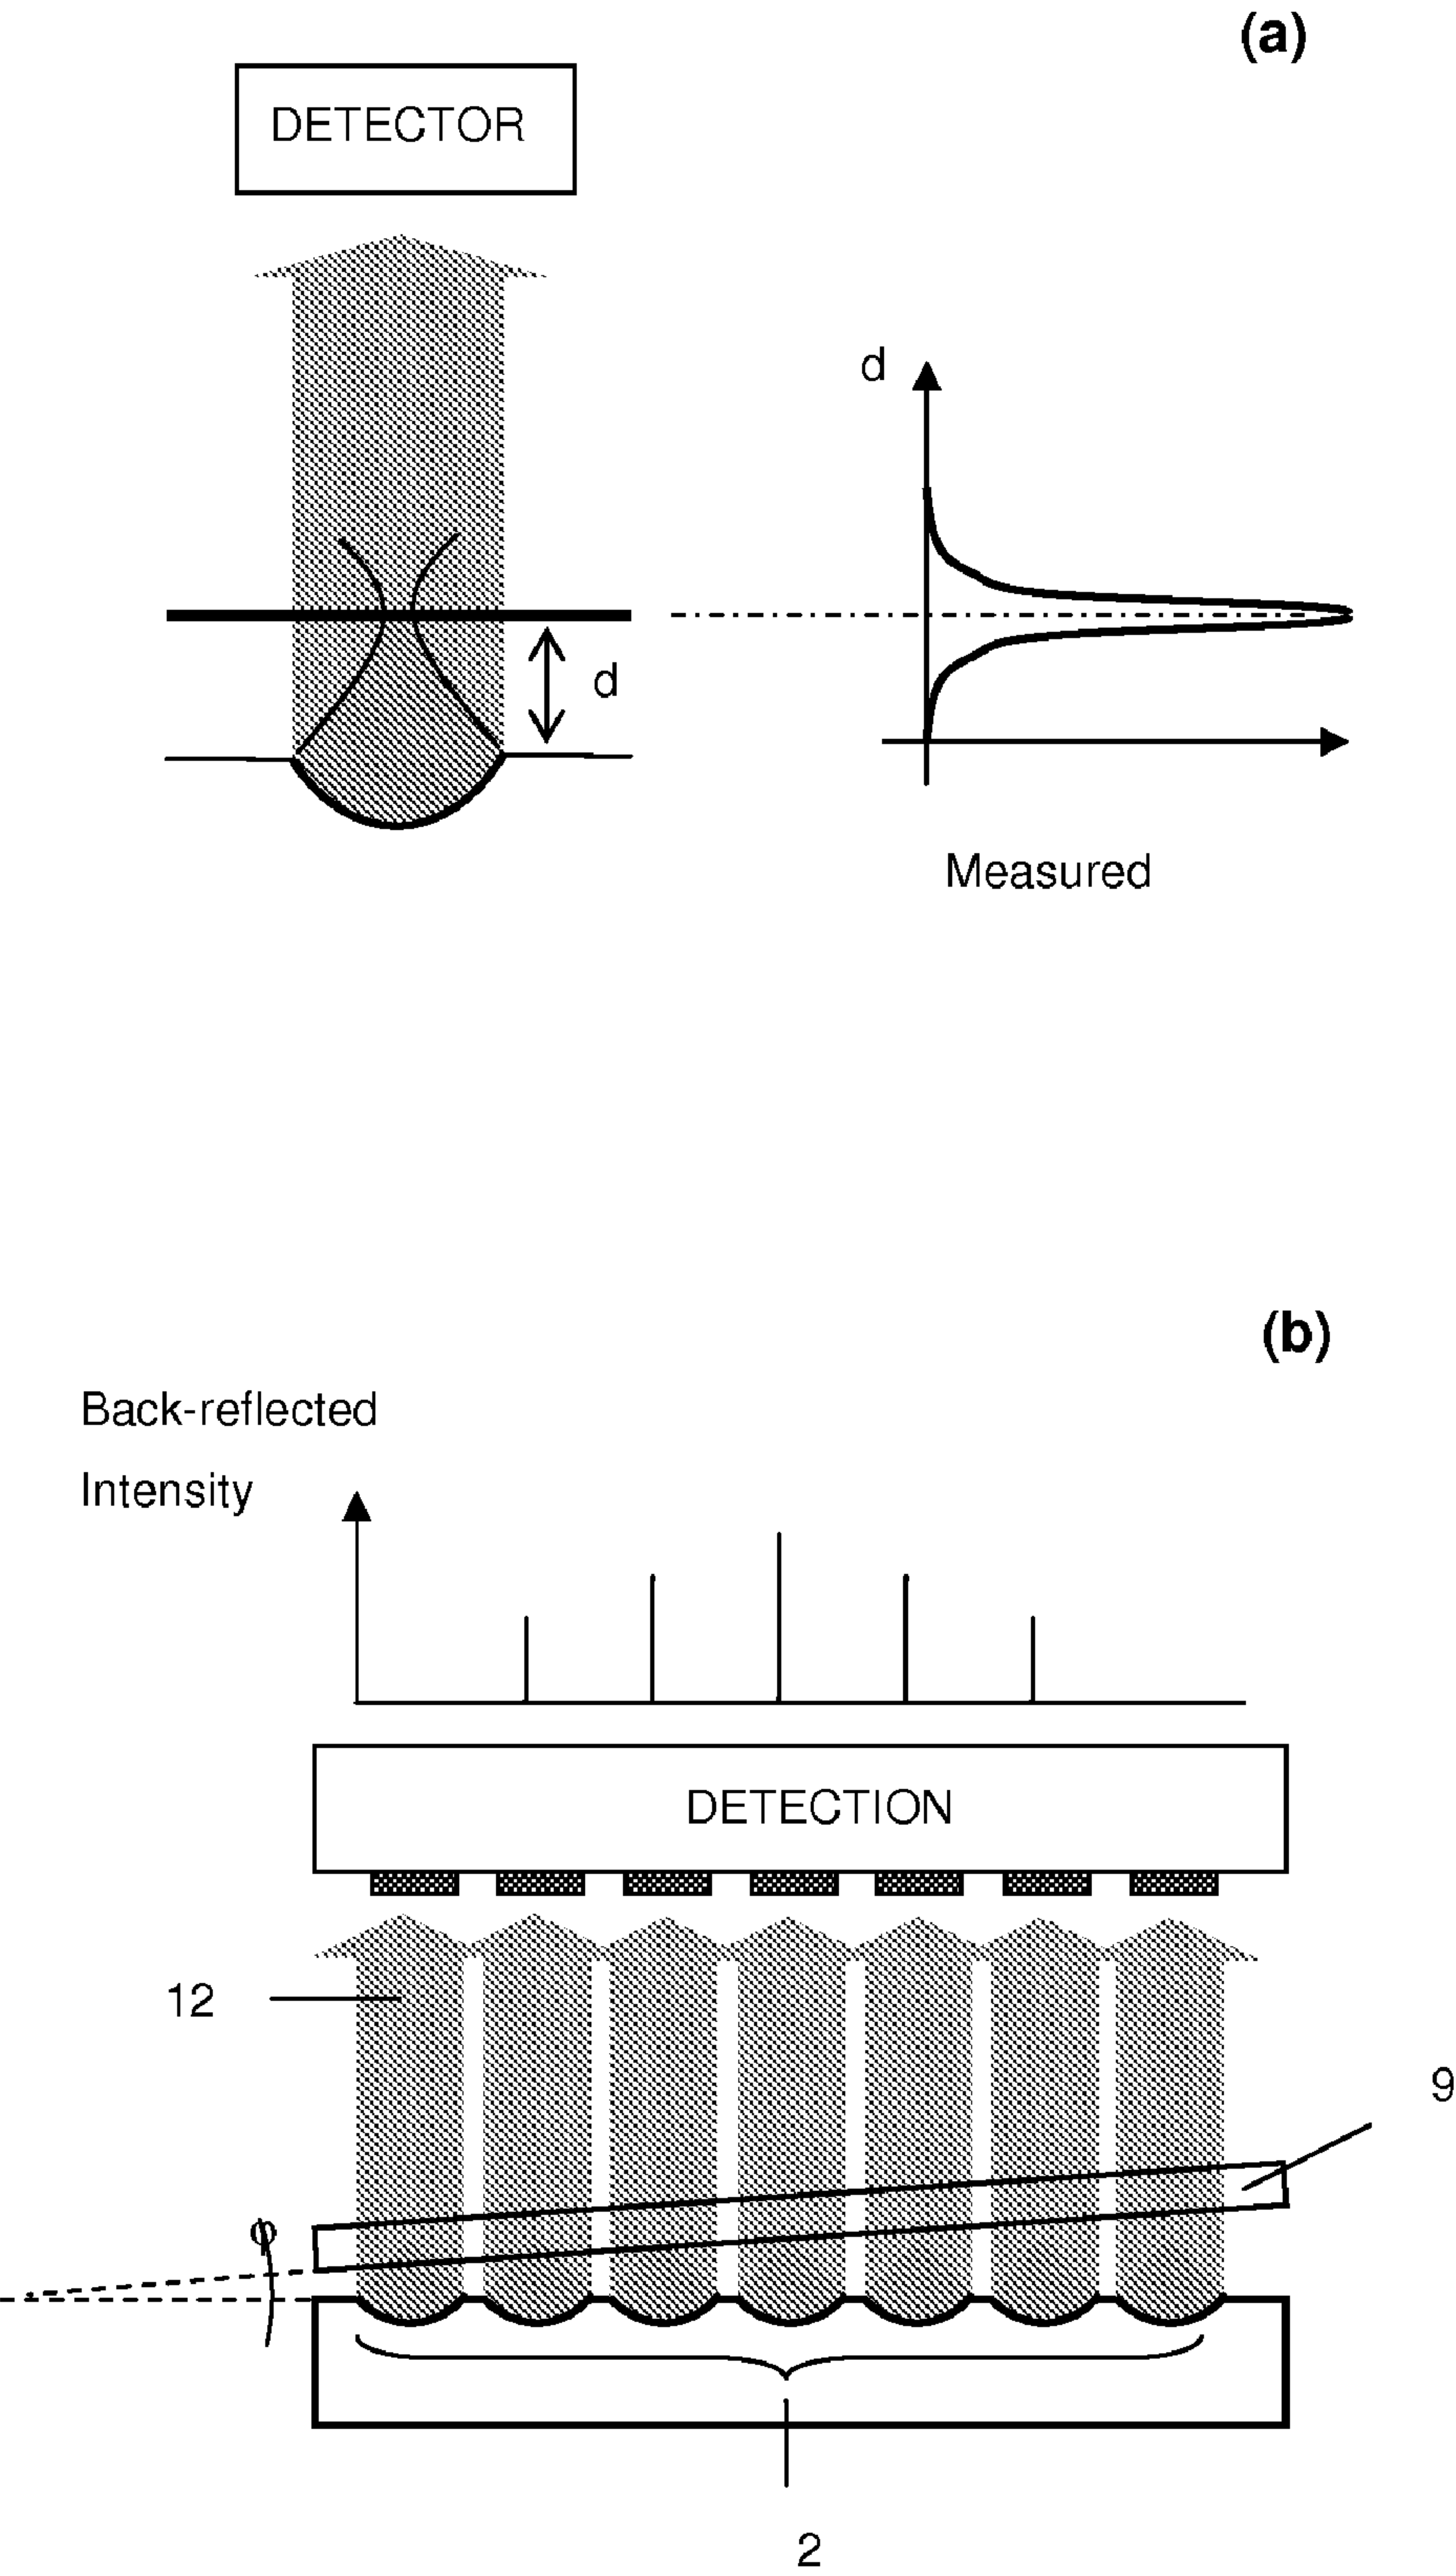 (a)
DETECTOR
d
d
Measured
(b)
Back-reflected
Intensity
DETECTION
12
9
φ
2